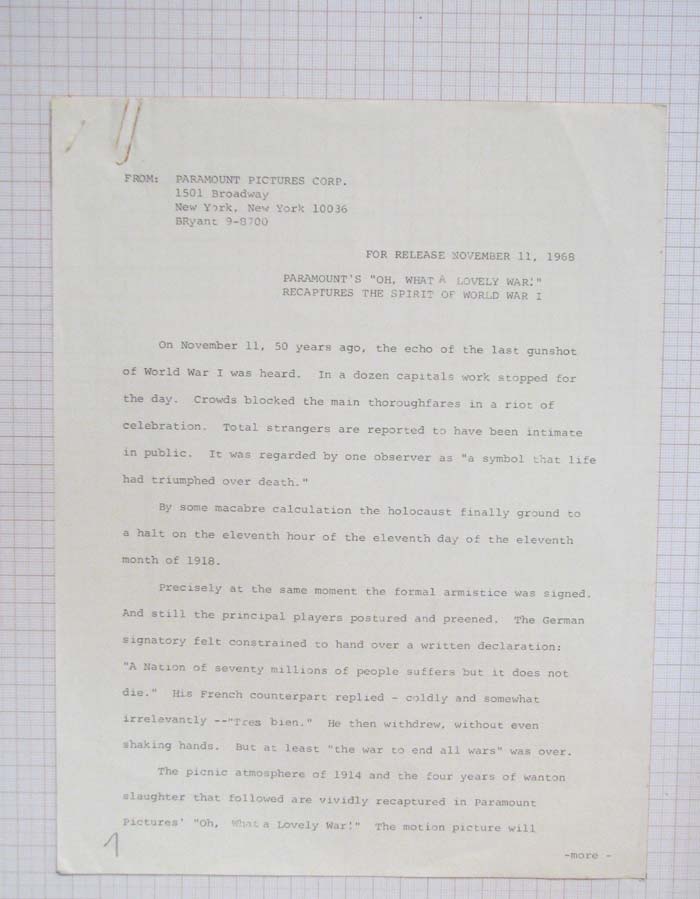 FROM: PARAMOUNT PICTURES CORP.
1501 Broadway
New York, New York 10036
BRyant 9-8700
FOR RELEASE NOVEMBER 11, 1968
PARAMOUNT'S "OH, WHAT A LOVELY WAR!"
RECAPTURES THE SPIRIT OF WORLD WAR I
On November 11, 50 years ago, the echo of the last gunshot
of World War I was heard. In a dozen capitals work stopped for
the day. Crowds blocked the main thoroughfares in a riot of
celebration. Total strangers are reported to have been intimate
in public. It was regarded by one observer as "a symbol that life
had triumphed over death."
By some macabre calculation the holocaust finally ground to
a halt on the eleventh hour of the eleventh day of the eleventh
month of 1918.
Precisely at the same moment the formal armistice was signed.
And still the principal players postured and preened. The German
signatory felt constrained to hand over a written declaration:
"A Nation of seventy millions of people suffers but it does not
die." His French counterpart replied - coldly and somewhat
irrelevantly --"Tres bien." He then withdrew, without even
shaking hands. But at least "the war to end all wars" was over.
The picnic atmosphere of 1914 and the four years of wanton
slaughter that followed are vividly recaptured in Paramount
Pictures' "Oh, What a Lovely War!" The motion picture will
-more -
1